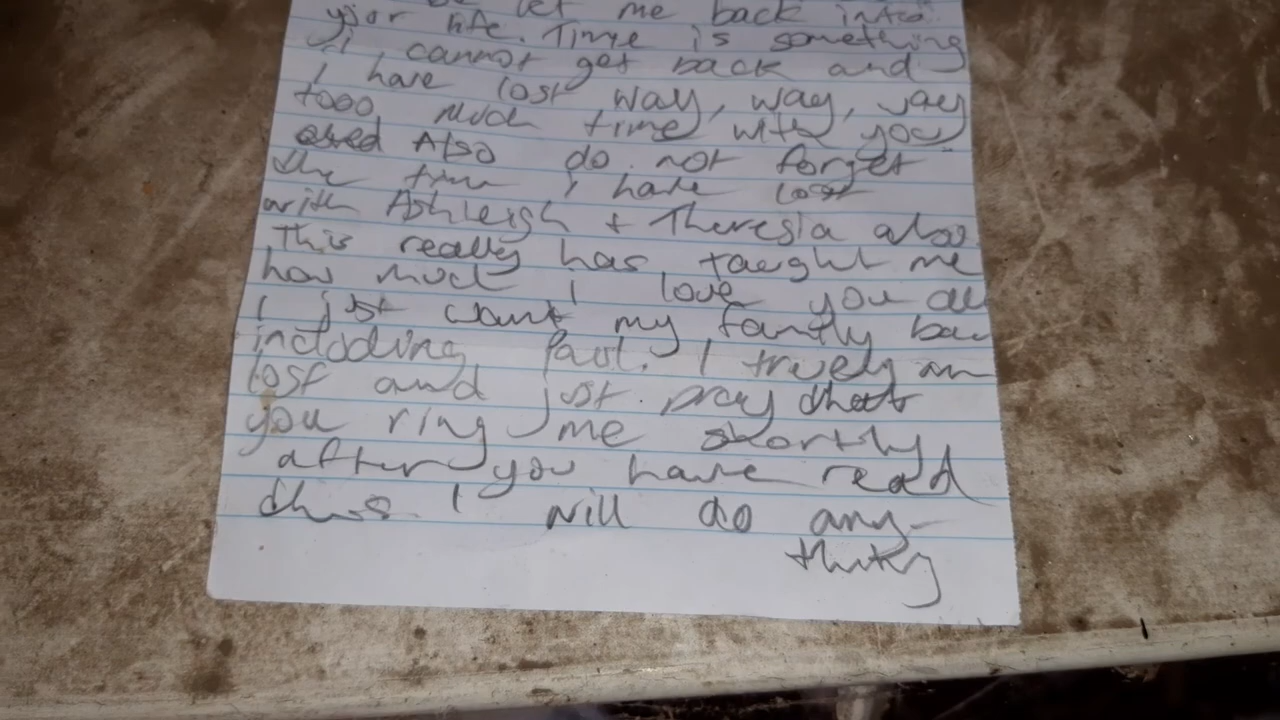 let me back into
your life. Time is something
I cannot get back and
I have lost way, way, way
tooo Much time with you
Also do not forget
the time I have lost
with Ashleigh + Theresia also.
This really has taeght me
how Much I love you all
I just want my family bac
including Paul. I truely am
lost and just pray that
you ring me shortly
after you have read
this. I will do any-
thing